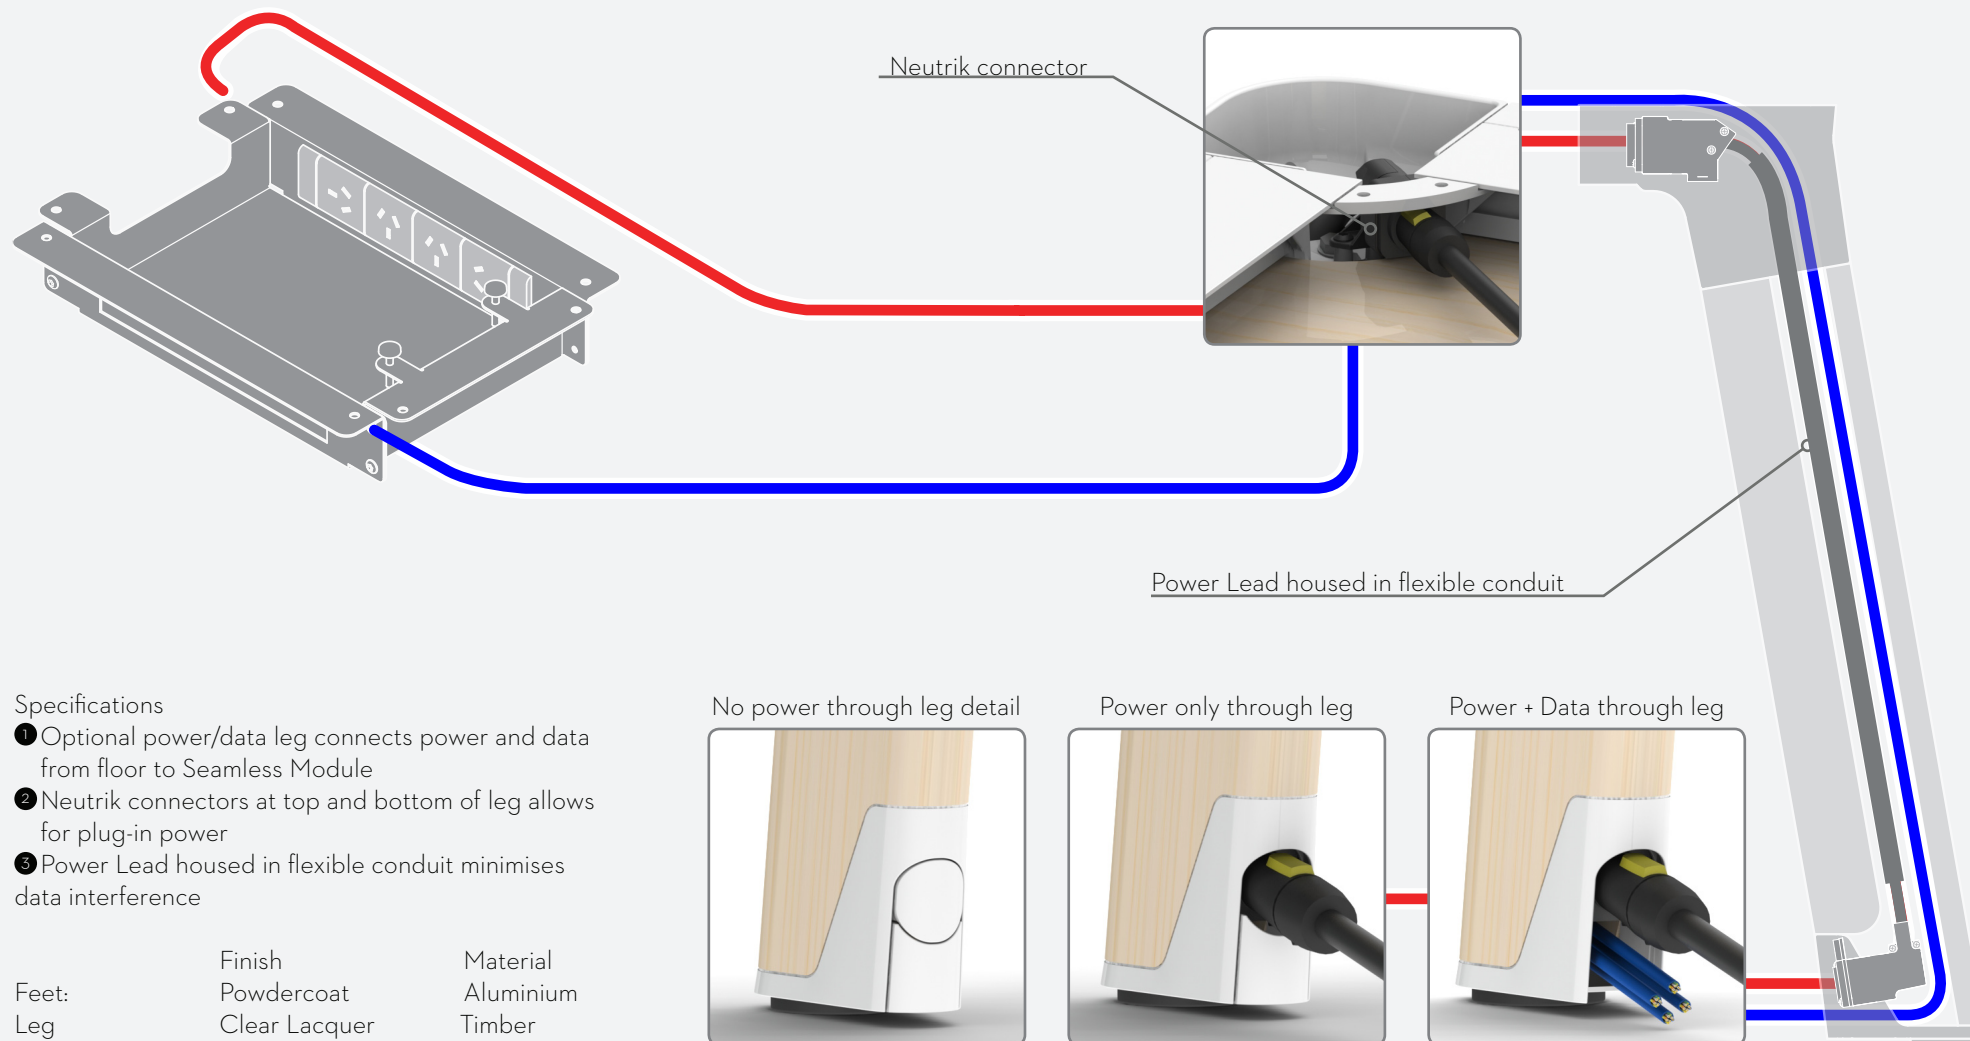 Neutrik connector
Power Lead housed in flexible conduit
Specifications
1 Optional power/data leg connects power and data
from floor to Seamless Module
2 Neutrik connectors at top and bottom of leg allows
for plug-in power
3 Power Lead housed in flexible conduit minimises
data interference
Finish Material
Feet: Powdercoat Aluminium
Leg Clear Lacquer Timber
No power through leg detail
Power only through leg
Power + Data through leg